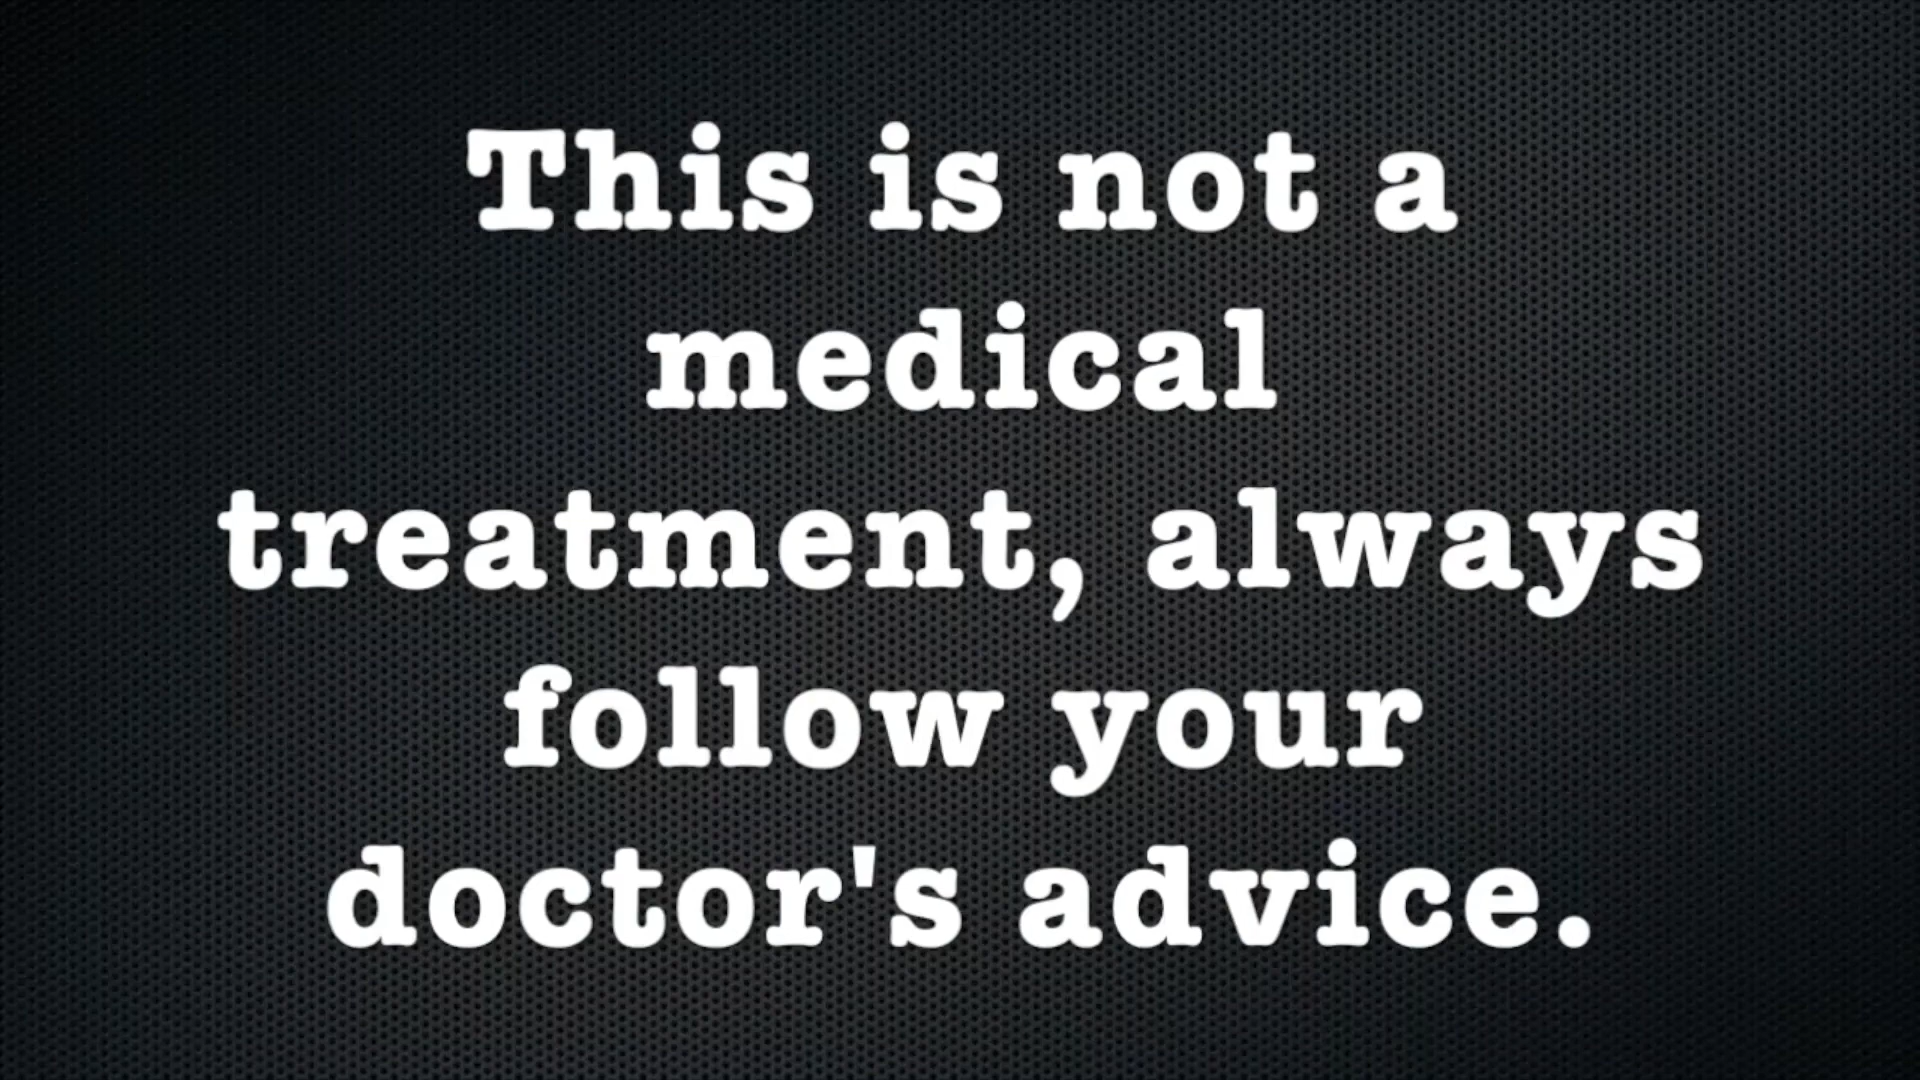 This is not a
medical
treatment, always
follow your
doctor's advice.